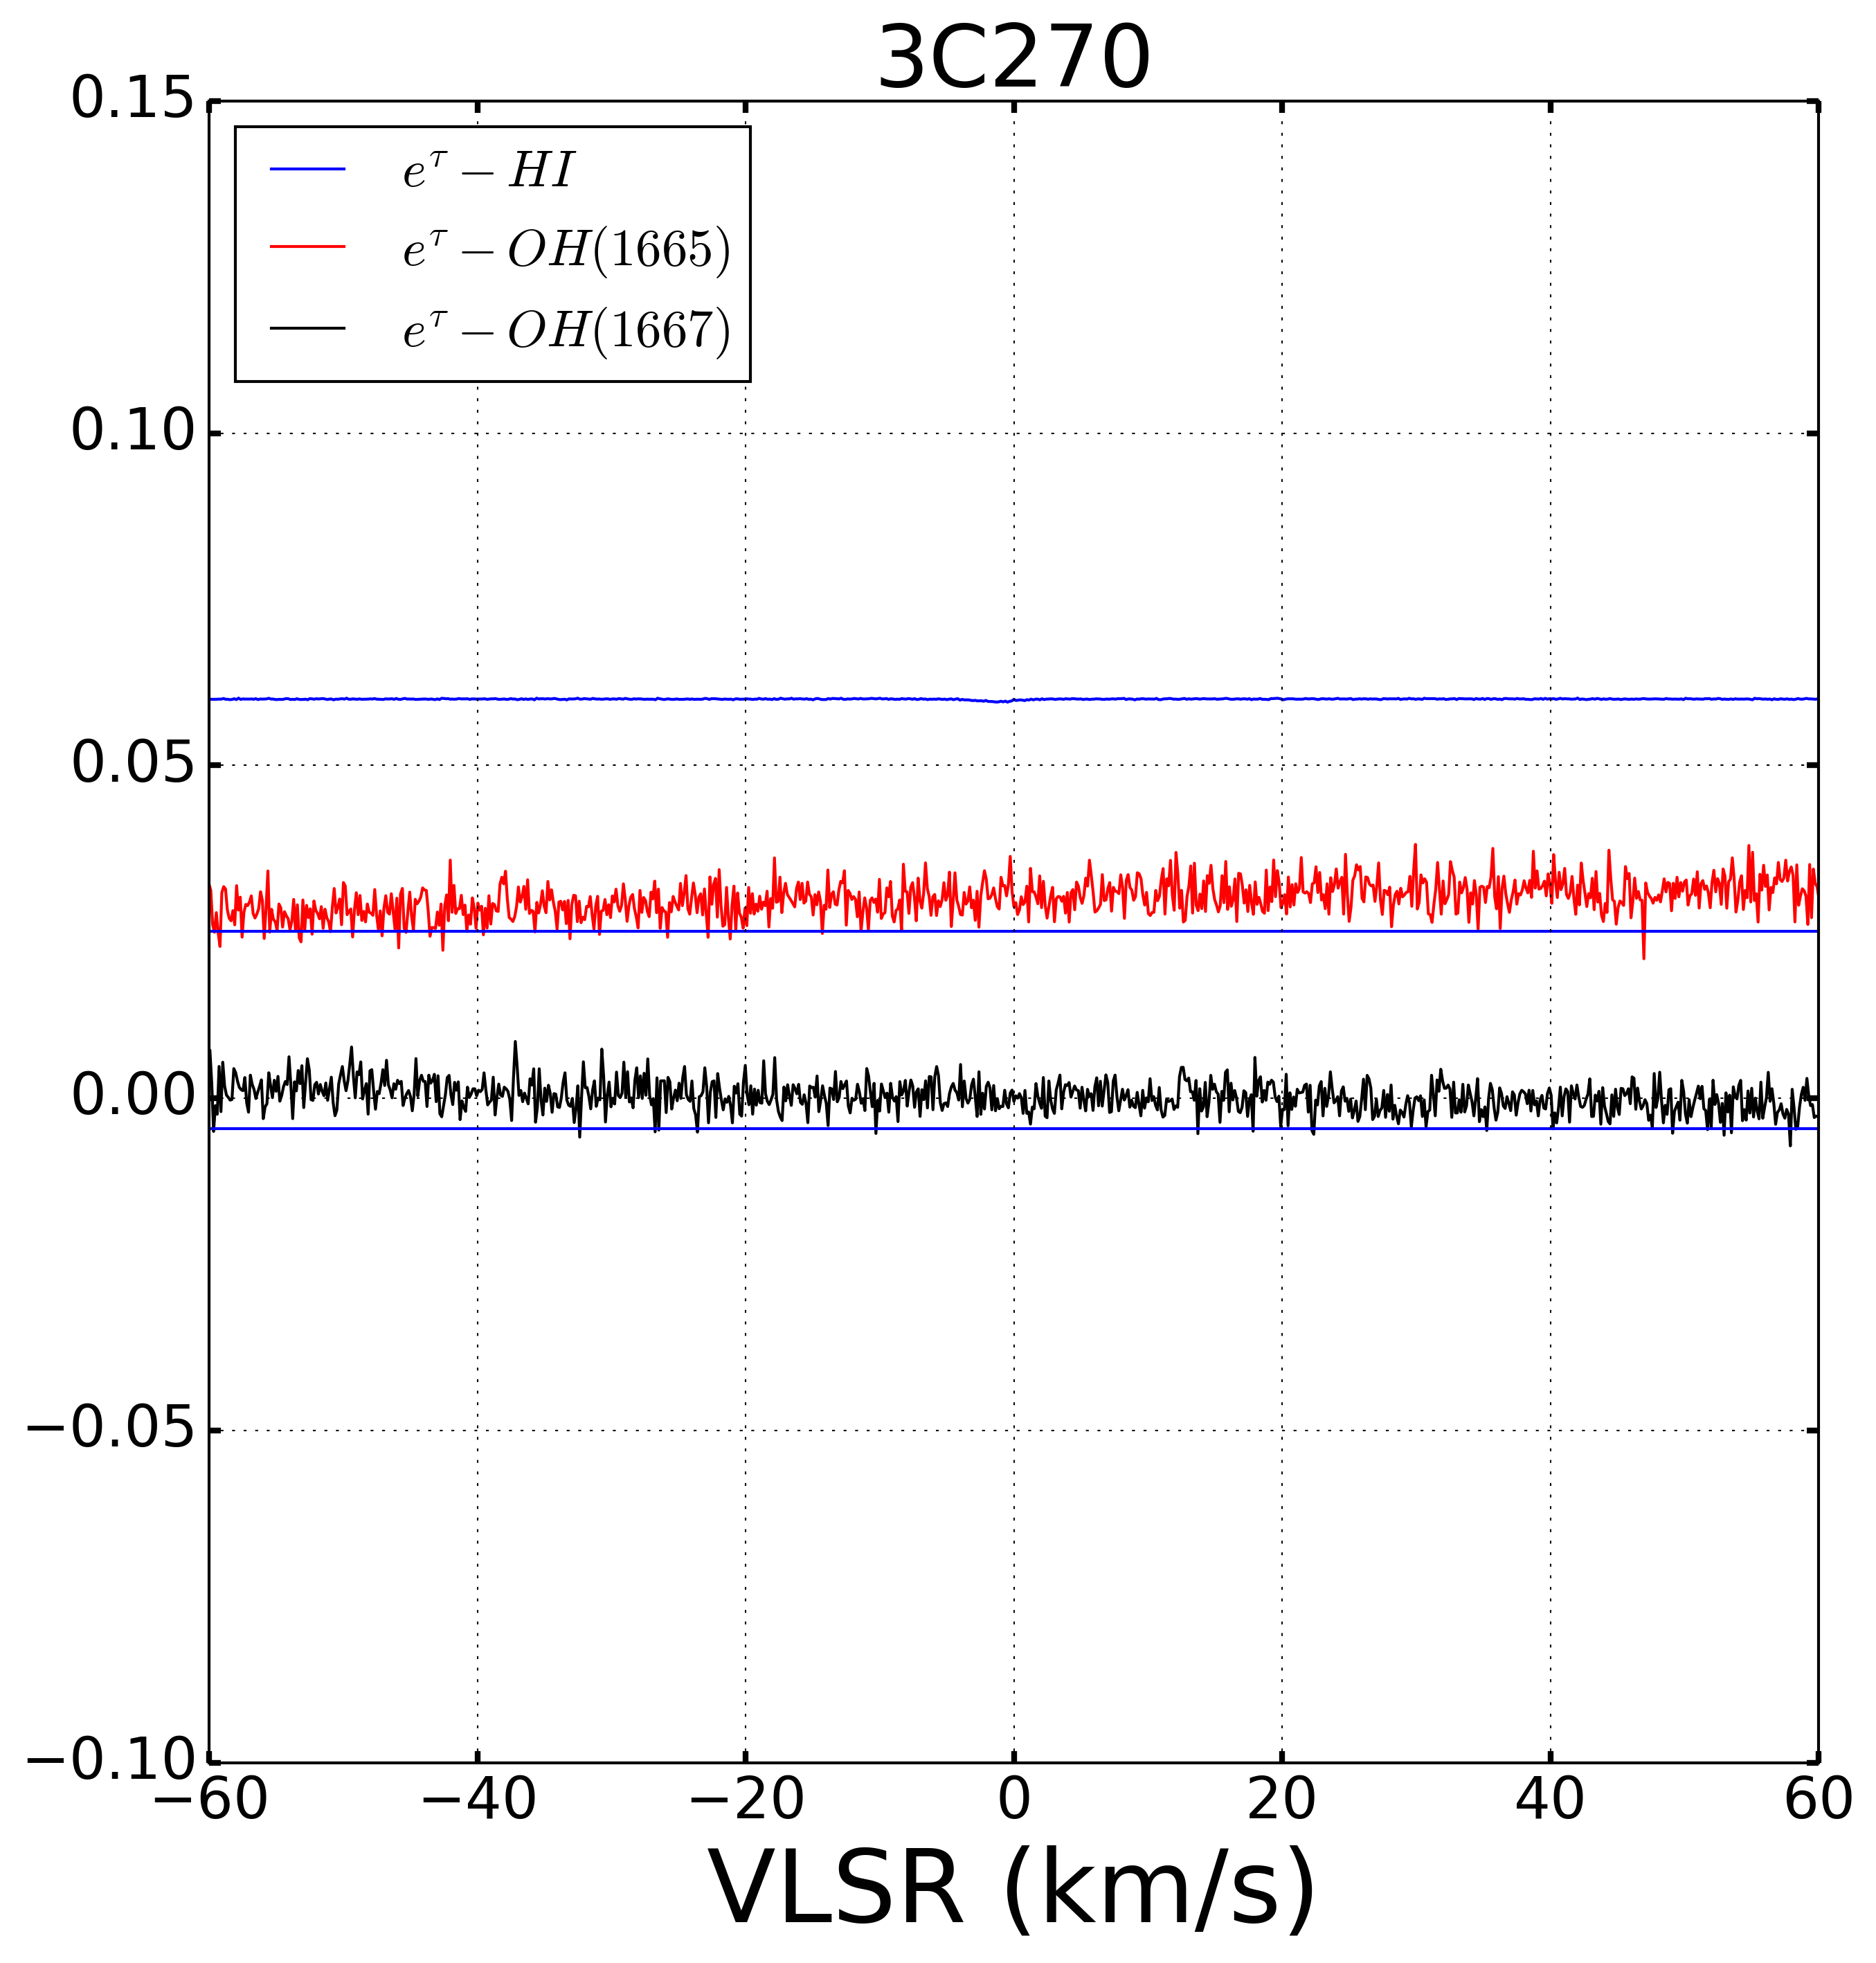 3C270
0.15
e^τ − HI
e^τ − OH(1665)
e^τ − OH(1667)
0.10
0.05
0.00
−0.05
−0.10
−60 −40 −20 0 20 40 60
VLSR (km/s)